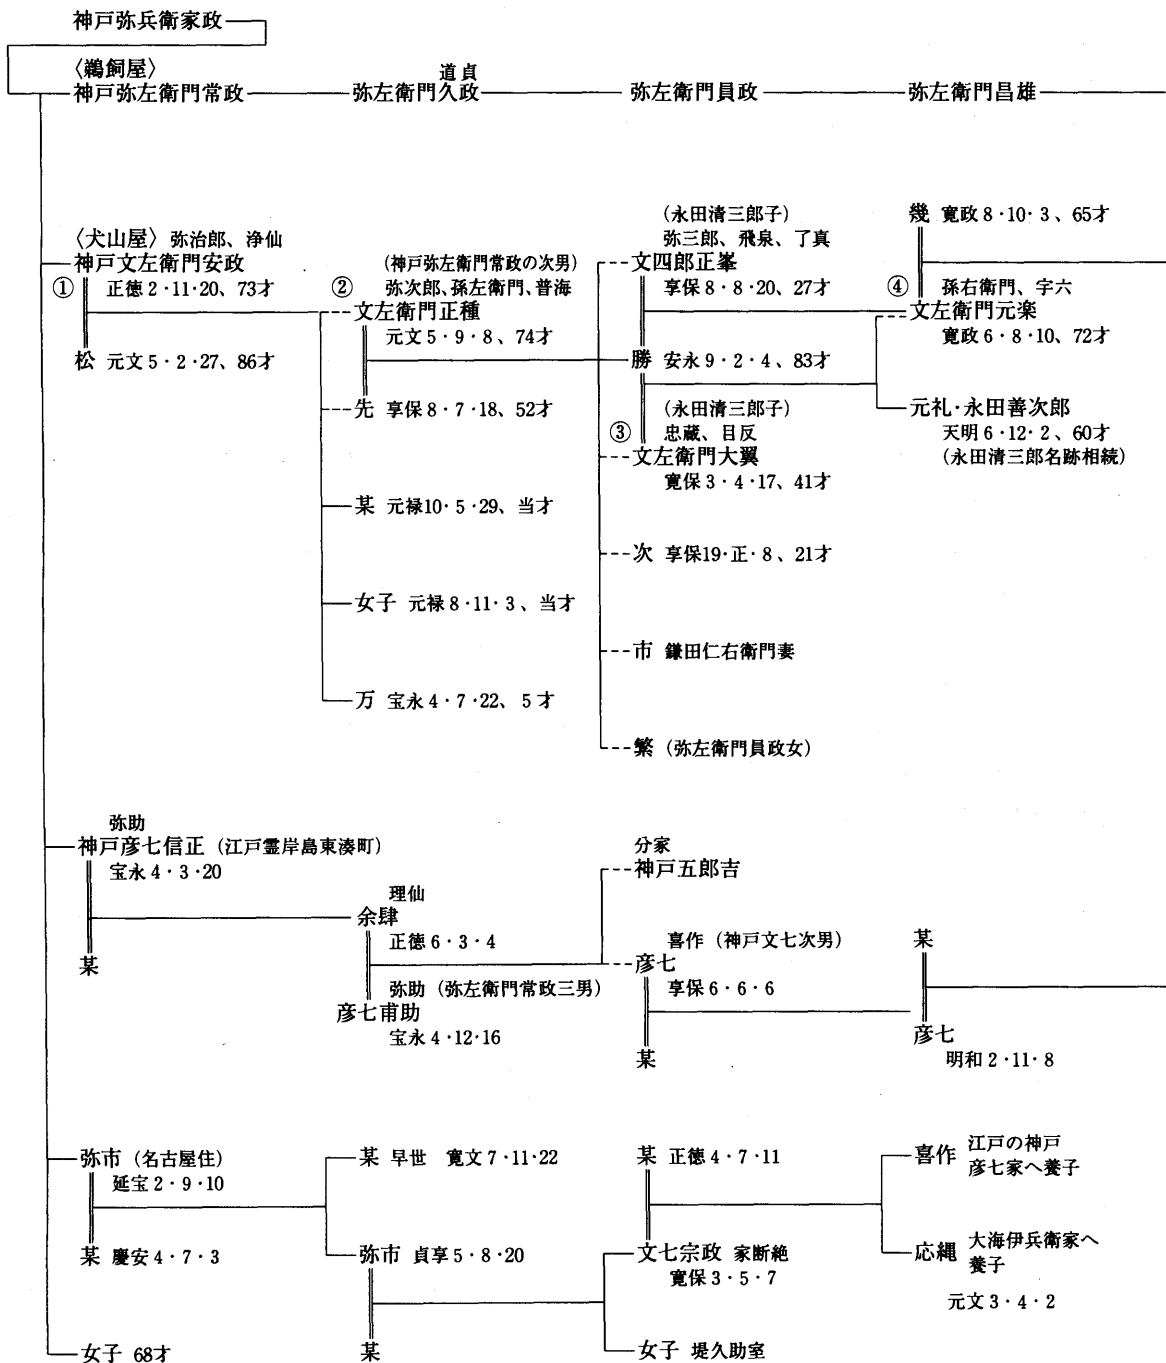 神戸弥兵衛家政
〈鵜飼屋〉
神戸弥左衛門常政
道貞
弥左衛門久政
弥左衛門員政
弥左衛門昌雄
〈犬山屋〉弥治郎、浄仙
神戸文左衛門安政
① 正徳2・11・20、73才
松 元文5・2・27、86才
(神戸弥左衛門常政の次男)
② 弥次郎、孫左衛門、普海
文左衛門正種
元文5・9・8、74才
先 享保8・7・18、52才
某 元禄10・5・29、当才
女子 元禄8・11・3、当才
万 宝永4・7・22、5才
(永田清三郎子)
弥三郎、飛泉、了真
文四郎正峯
享保8・8・20、27才
勝 安永9・2・4、83才
(永田清三郎子)
③ 忠蔵、目反
文左衛門大翼
寛保3・4・17、41才
次 享保19・正・8、21才
市 鎌田仁右衛門妻
繁(弥左衛門員政女)
幾 寛政8・10・3、65才
④ 孫右衛門、字六
文左衛門元楽
寛政6・8・10、72才
元礼・永田善次郎
天明6・12・2、60才
(永田清三郎名跡相続)
弥助
神戸彦七信正(江戸霊岸島東湊町)
宝永4・3・20
某
理仙
余肆
正徳6・3・4
弥助(弥左衛門常政三男)
彦七甫助
宝永4・12・16
分家
神戸五郎吉
喜作(神戸文七次男)
彦七
享保6・6・6
某
某
彦七
明和2・11・8
弥市(名古屋住)
延宝2・9・10
某 慶安4・7・3
某 早世 寛文7・11・22
弥市 貞享5・8・20
某
某 正徳4・7・11
文七宗政 家断絶
寛保3・5・7
女子 堤久助室
喜作 江戸の神戸
彦七家へ養子
応縄 大海伊兵衛家へ
養子
元文3・4・2
女子 68才